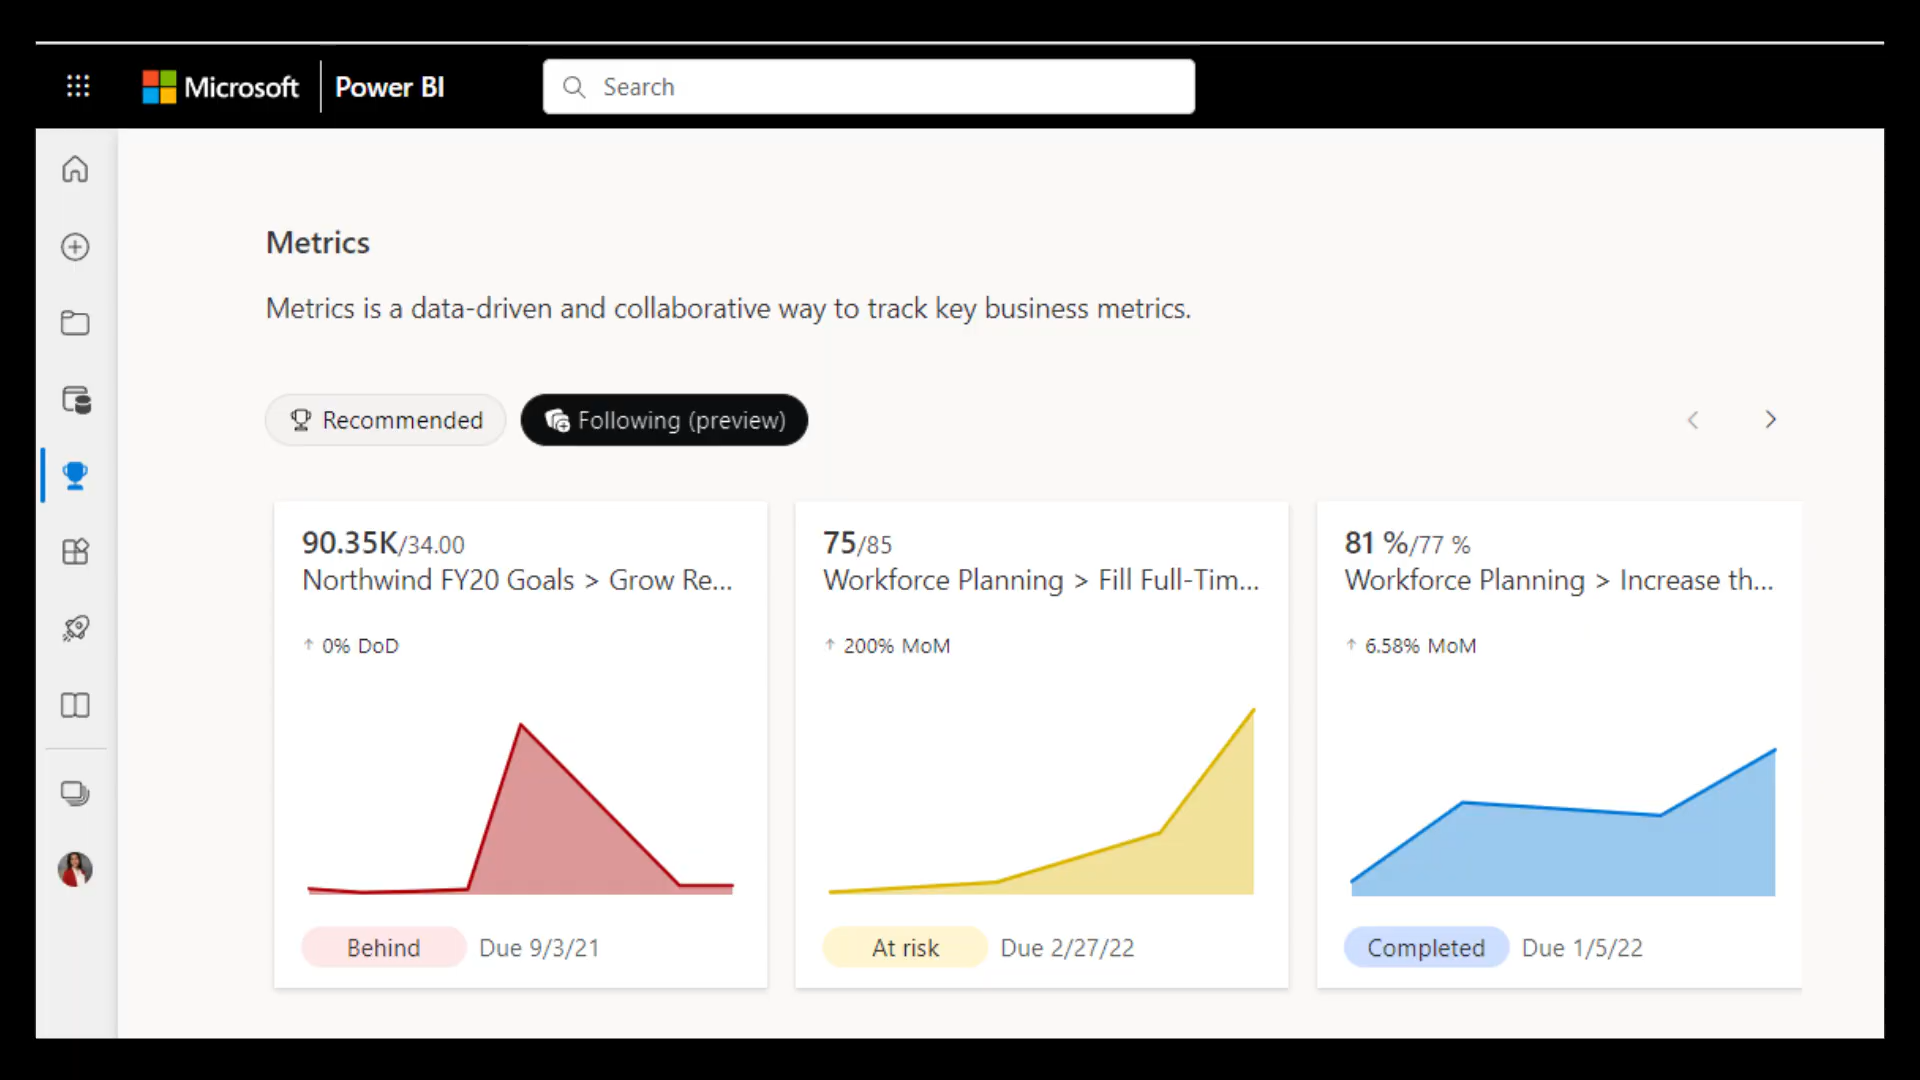 Microsoft Power BI
Search
Metrics
Metrics is a data-driven and collaborative way to track key business metrics.
Recommended
Following (preview)
90.35K/34.00
Northwind FY20 Goals > Grow Re...
↑ 0% DoD
Behind
Due 9/3/21
75/85
Workforce Planning > Fill Full-Tim...
↑ 200% MoM
At risk
Due 2/27/22
81 %/77 %
Workforce Planning > Increase th...
↑ 6.58% MoM
Completed
Due 1/5/22